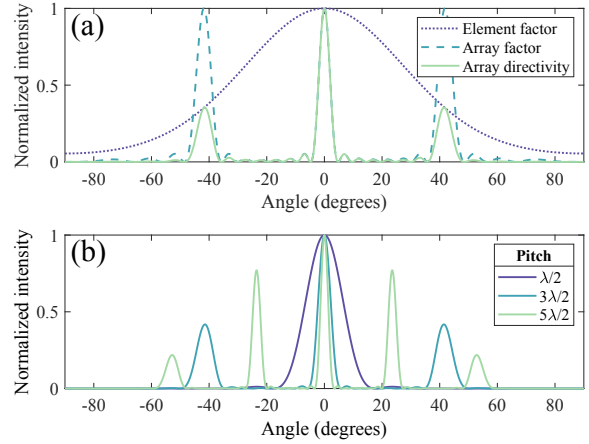 (a)
Normalized intensity
1
0.5
0
Element factor
Array factor
Array directivity
-80 -60 -40 -20 0 20 40 60 80
Angle (degrees)
(b)
Normalized intensity
1
0.5
0
Pitch
λ/2
3λ/2
5λ/2
-80 -60 -40 -20 0 20 40 60 80
Angle (degrees)